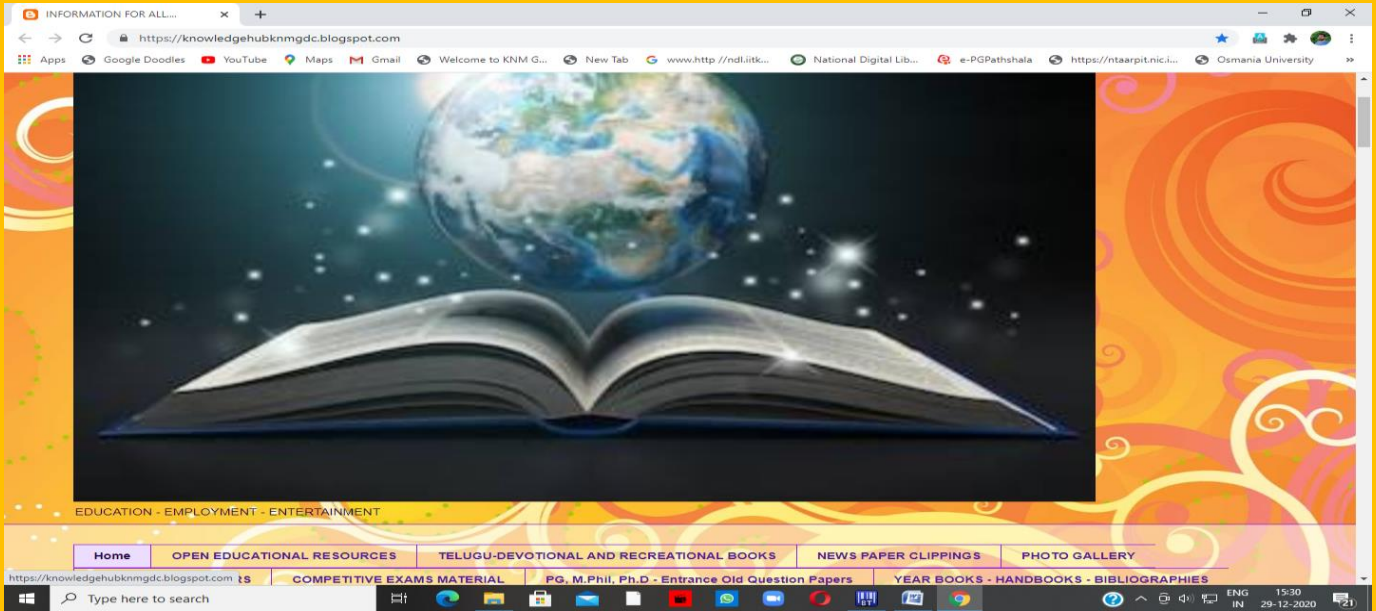 INFORMATION FOR ALL....
https://knowledgehubknmgdc.blogspot.com
Apps Google Doodles YouTube Maps Gmail Welcome to KNM G... New Tab www.http //ndl.iitk... National Digital Lib... e-PGPathshala https://ntaarpit.nic.i... Osmania University »
EDUCATION - EMPLOYMENT - ENTERTAINMENT
Home OPEN EDUCATIONAL RESOURCES TELUGU-DEVOTIONAL AND RECREATIONAL BOOKS NEWS PAPER CLIPPINGS PHOTO GALLERY
https://knowledgehubknmgdc.blogspot.com RS COMPETITIVE EXAMS MATERIAL PG, M.Phil, Ph.D - Entrance Old Question Papers YEAR BOOKS - HANDBOOKS - BIBLIOGRAPHIES
Type here to search ENG 15:30
IN 29-12-2020 21